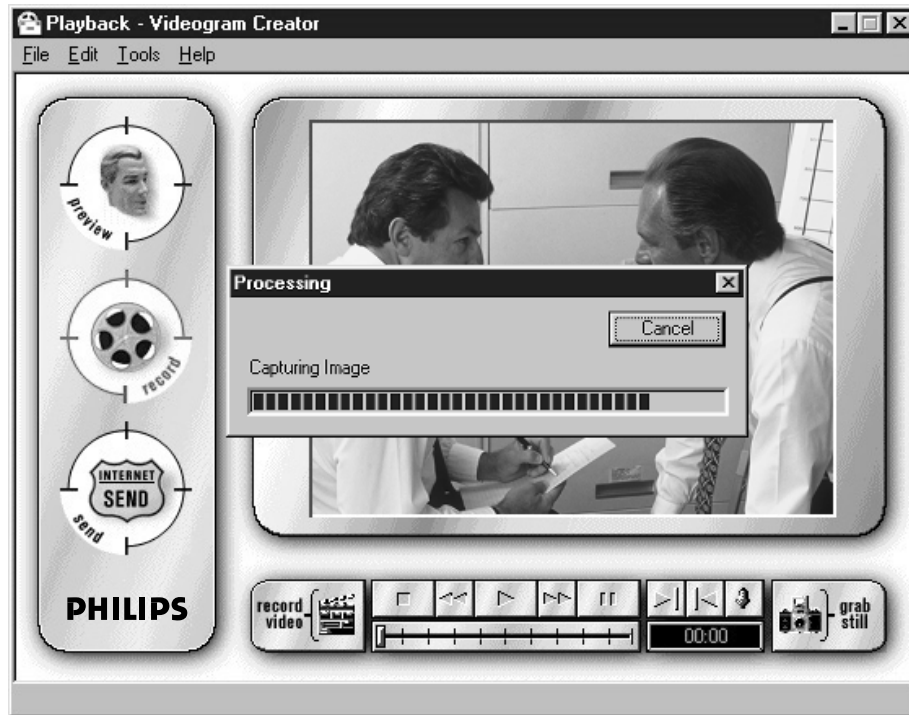 Playback - Videogram Creator
File Edit Tools Help
preview
Processing
Cancel
Capturing Image
record
INTERNET
SEND
send
PHILIPS
record
video
00:00
grab
still